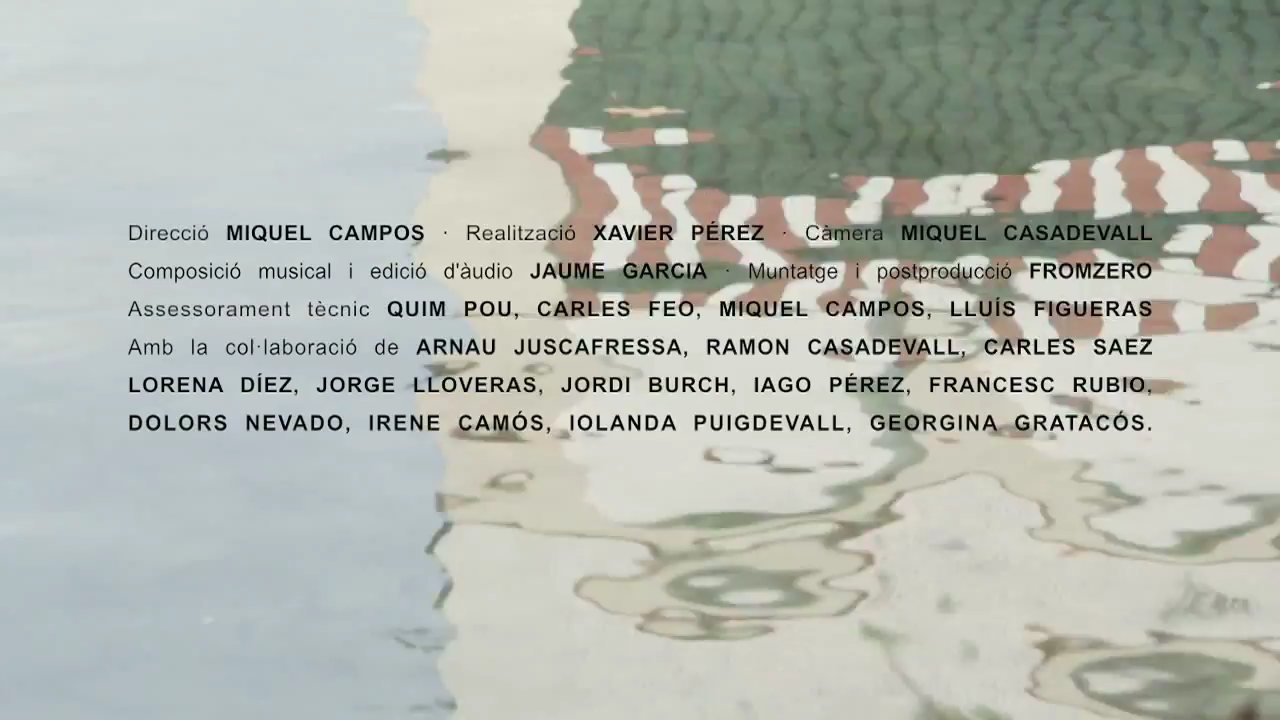 Direcció MIQUEL CAMPOS · Realització XAVIER PÉREZ · Càmera MIQUEL CASADEVALL
Composició musical i edició d'àudio JAUME GARCIA · Muntatge i postproducció FROMZERO
Assessorament tècnic QUIM POU, CARLES FEO, MIQUEL CAMPOS, LLUÍS FIGUERAS
Amb la col·laboració de ARNAU JUSCAFRESSA, RAMON CASADEVALL, CARLES SAEZ
LORENA DÍEZ, JORGE LLOVERAS, JORDI BURCH, IAGO PÉREZ, FRANCESC RUBIO,
DOLORS NEVADO, IRENE CAMÓS, IOLANDA PUIGDEVALL, GEORGINA GRATACÓS.